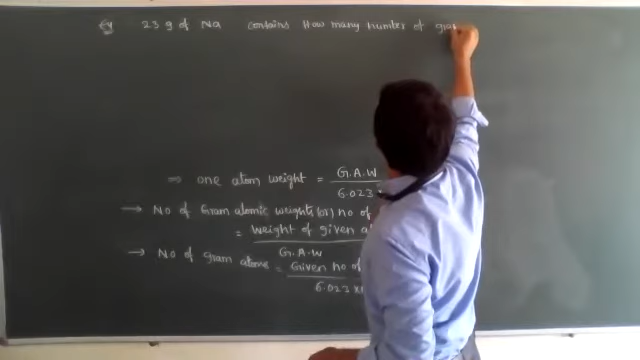 Eg 23 g of Na contains How many number of gra
⇒ one atom weight = G.A.W
6.023
→ No of Gram atomic weights (or) no of
= weight of given a
G.A.W
→ No of gram atoms = Given no of
6.023 x